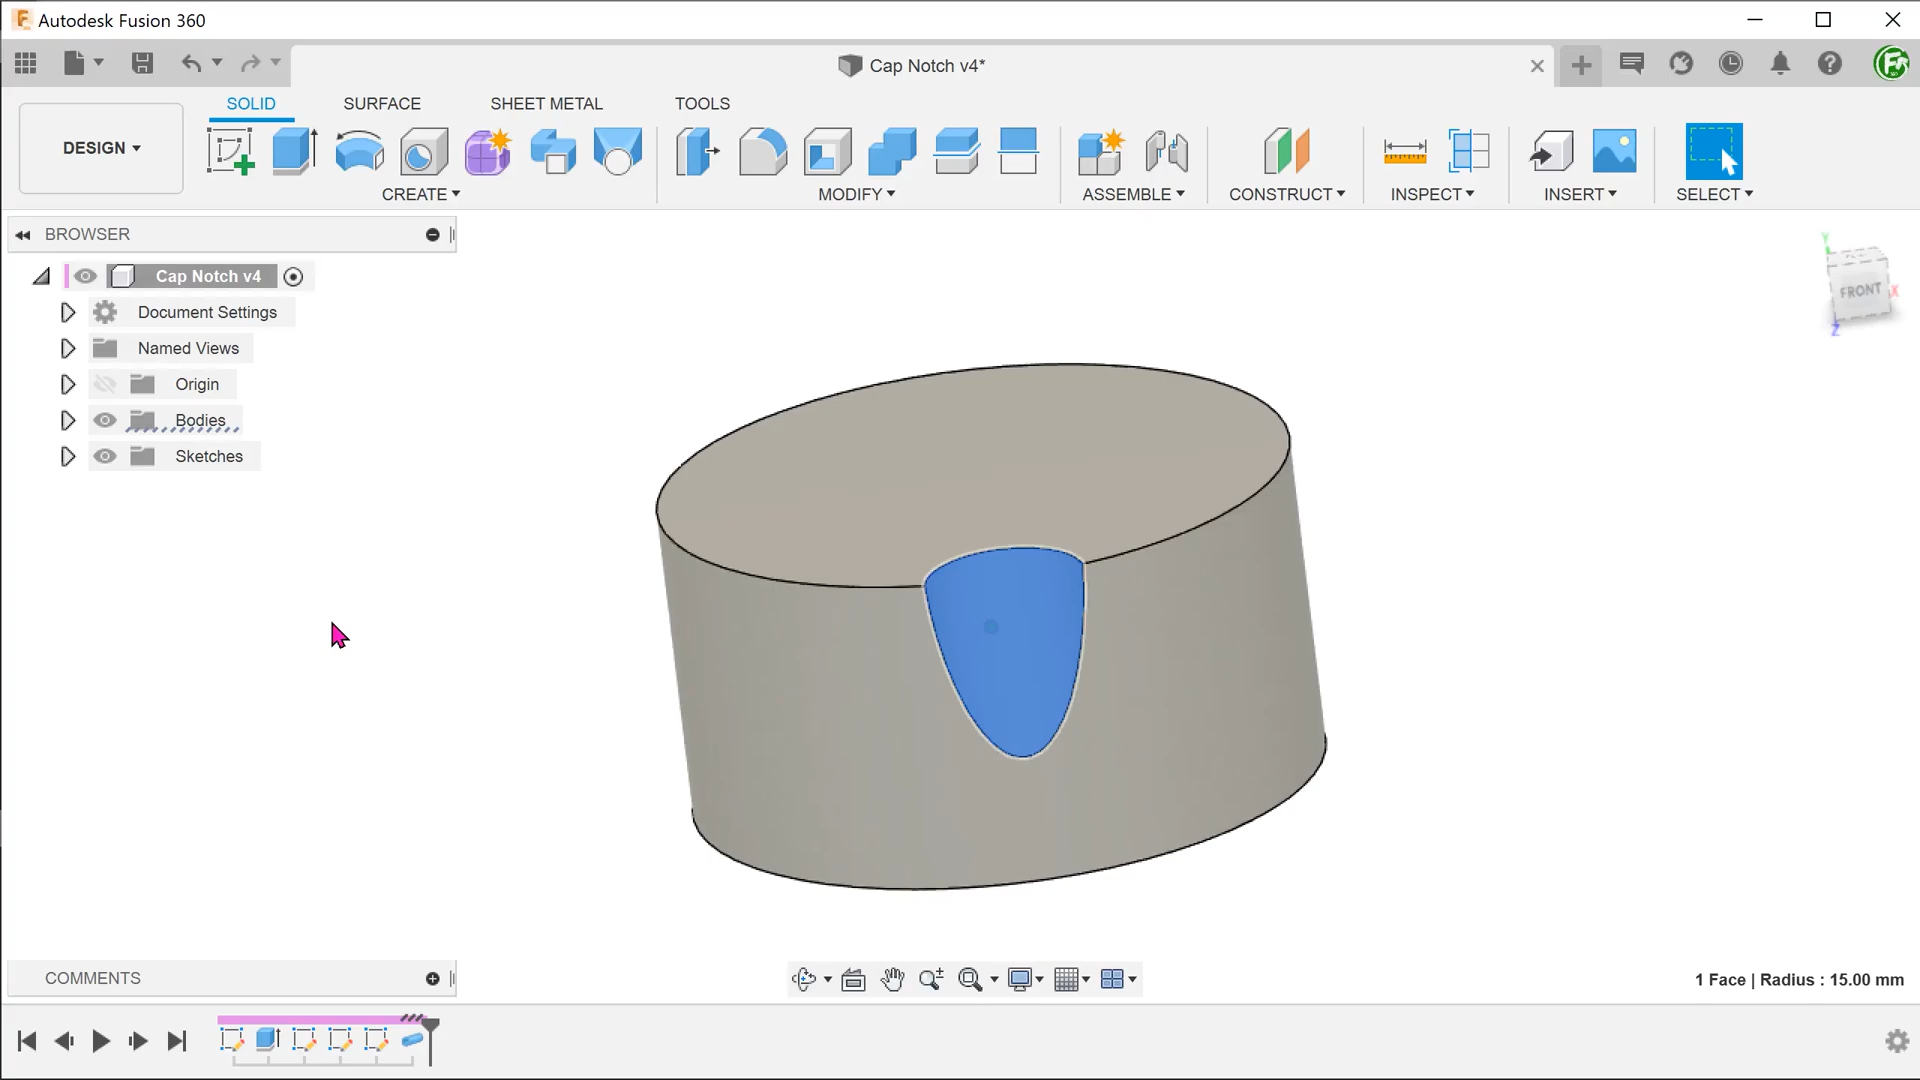 Autodesk Fusion 360
Cap Notch v4*
SOLID
SURFACE
SHEET METAL
TOOLS
DESIGN
CREATE
MODIFY
ASSEMBLE
CONSTRUCT
INSPECT
INSERT
SELECT
BROWSER
Cap Notch v4
Document Settings
Named Views
Origin
Bodies
Sketches
FRONT
X
Y
Z
COMMENTS
1 Face | Radius : 15.00 mm